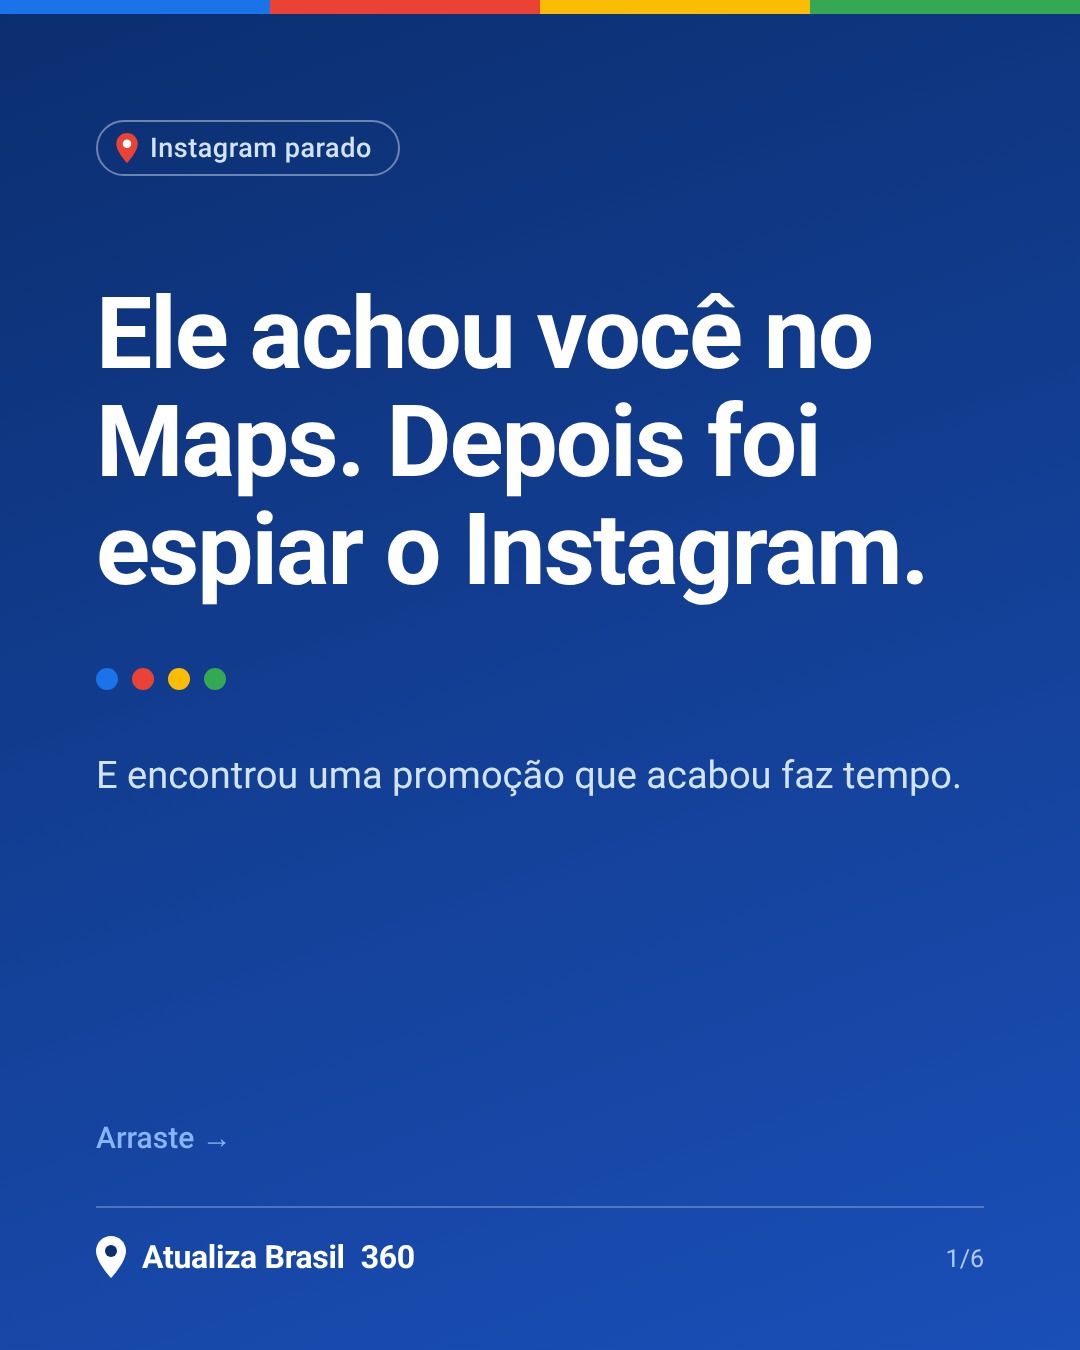 Instagram parado
Ele achou você no
Maps. Depois foi
espiar o Instagram.
E encontrou uma promoção que acabou faz tempo.
Arraste →
Atualiza Brasil 360
1/6